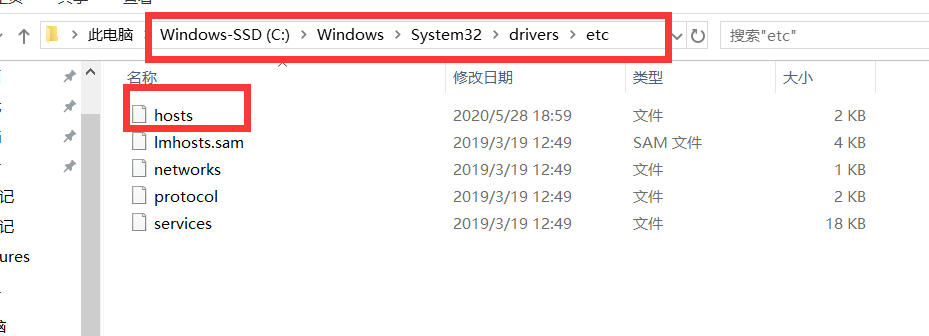 此电脑 Windows-SSD (C:) Windows System32 drivers etc 搜索"etc"
名称 修改日期 类型 大小
hosts 2020/5/28 18:59 文件 2 KB
lmhosts.sam 2019/3/19 12:49 SAM 文件 4 KB
networks 2019/3/19 12:49 文件 1 KB
protocol 2019/3/19 12:49 文件 2 KB
记
services 2019/3/19 12:49 文件 18 KB
记
ures
脑